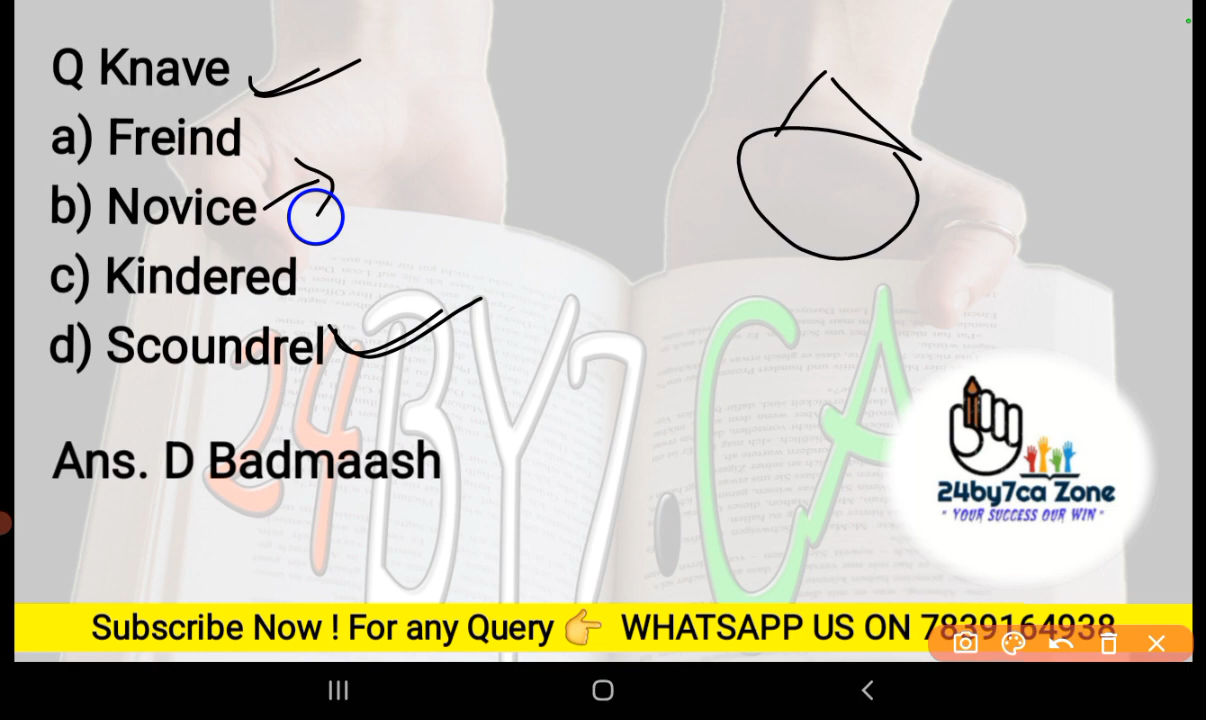 Q Knave
a) Freind
b) Novice
c) Kindered
d) Scoundrel
Ans. D Badmaash
24BY7.CA
24by7ca Zone
" YOUR SUCCESS OUR WIN "
Subscribe Now ! For any Query 👉 WHATSAPP US ON 7839164938